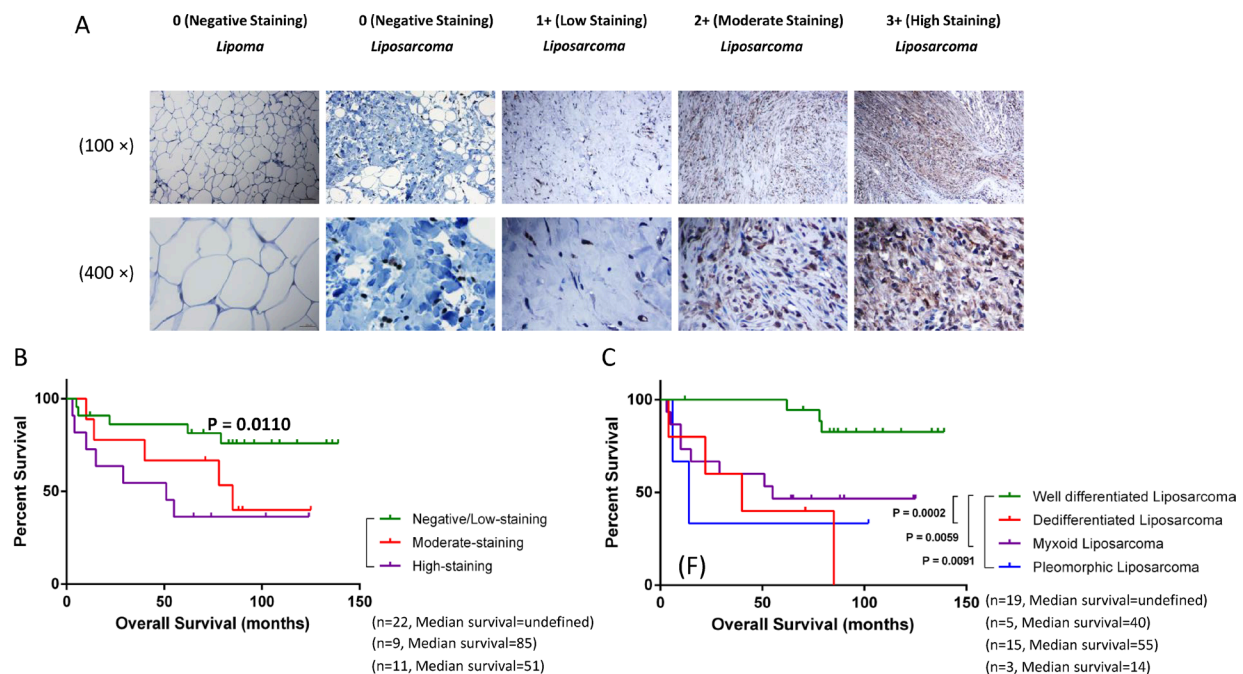 A
0 (Negative Staining) 0 (Negative Staining) 1+ (Low Staining) 2+ (Moderate Staining) 3+ (High Staining)
Lipoma Liposarcoma Liposarcoma Liposarcoma Liposarcoma
(100 ×)
(400 ×)
B
Percent Survival
100
50
0
P = 0.0110
0 50 100 150
Overall Survival (months)
Negative/Low-staining
Moderate-staining
High-staining
(n=22, Median survival=undefined)
(n=9, Median survival=85)
(n=11, Median survival=51)
C
Percent Survival
100
50
0
(F)
0 50 100 150
Overall Survival (months)
P = 0.0002
P = 0.0059
P = 0.0091
Well differentiated Liposarcoma
Dedifferentiated Liposarcoma
Myxoid Liposarcoma
Pleomorphic Liposarcoma
(n=19, Median survival=undefined)
(n=5, Median survival=40)
(n=15, Median survival=55)
(n=3, Median survival=14)